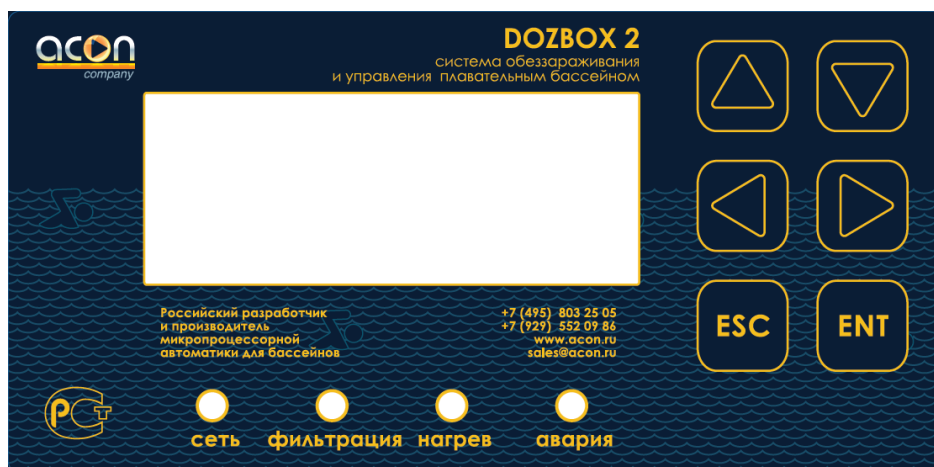 acon
company
DOZBOX 2
система обеззараживания
и управления плавательным бассейном
Российский разработчик
и производитель
микропроцессорной
автоматики для бассейнов
+7 (495) 803 25 05
+7 (929) 552 09 86
www.acon.ru
sales@acon.ru
ESC
ENT
РСТ
сеть
фильтрация
нагрев
авария